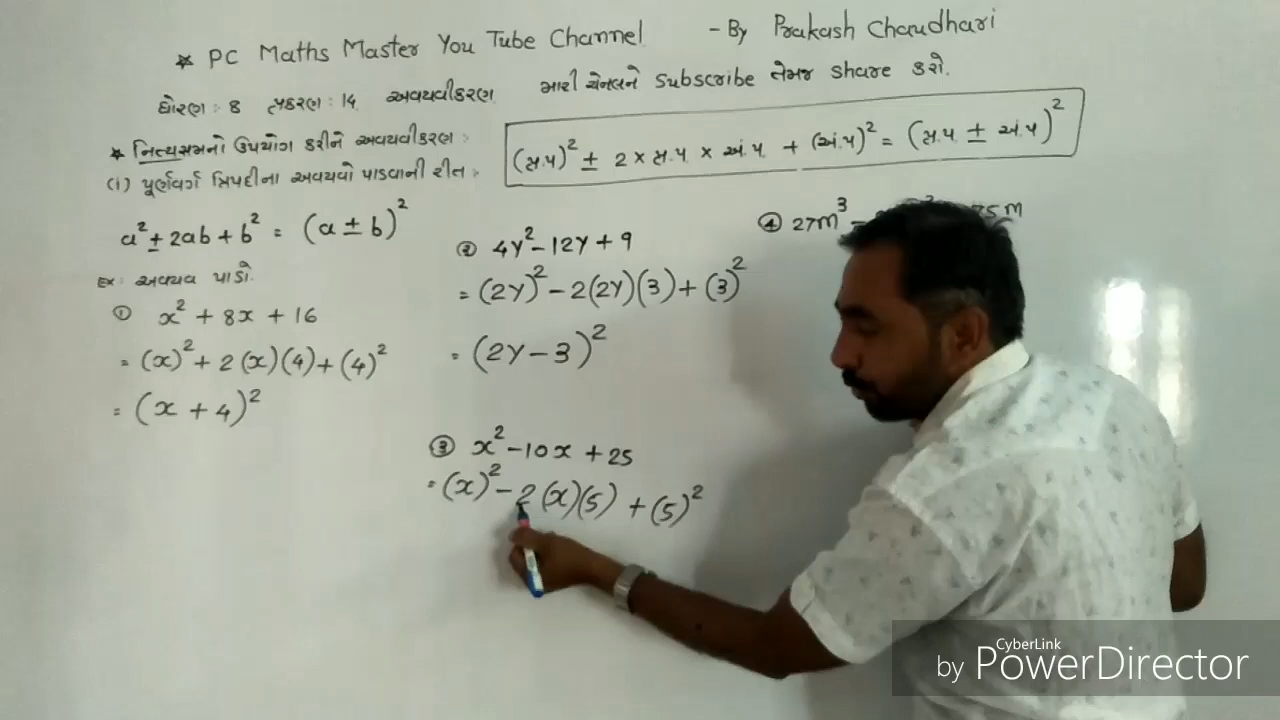 * PC Maths Master You Tube Channel - By Prakash Chaudhari
ધોરણ : 8 પ્રકરણ : 14 અવયવીકરણ મારી ચેનલને Subscribe તેમજ Share કરો.
* નિત્યસમનો ઉપયોગ કરીને અવયવીકરણ :
(1) પૂર્ણવર્ગ ત્રિપદીના અવયવો પાડવાની રીત :
(પ્ર.પ)² ± 2 × પ્ર.પ × અં.પ + (અં.પ)² = (પ્ર.પ ± અં.પ)²
a² ± 2ab + b² = (a ± b)²
Ex : અવયવ પાડો.
① x² + 8x + 16
= (x)² + 2 (x)(4) + (4)²
= (x + 4)²
② 4y² - 12y + 9
= (2y)² - 2(2y)(3) + (3)²
= (2y - 3)²
③ x² - 10x + 25
= (x)² - 2 (x)(5) + (5)²
④ 27m³ -
CyberLink
by PowerDirector